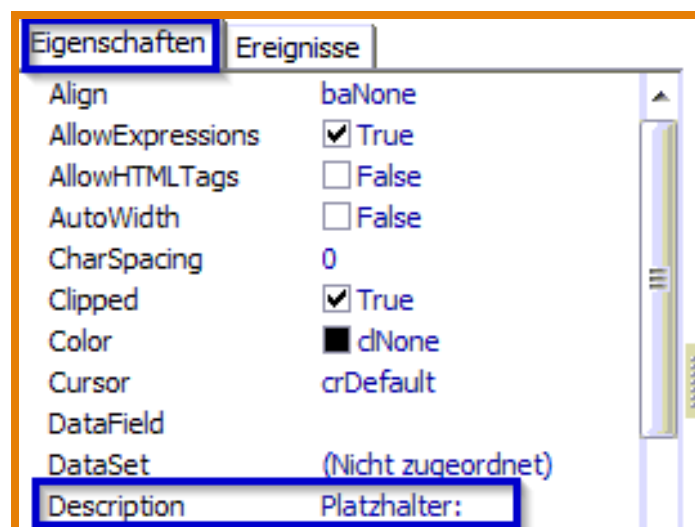 Eigenschaften Ereignisse
Align baNone
AllowExpressions True
AllowHTMLTags False
AutoWidth False
CharSpacing 0
Clipped True
Color clNone
Cursor crDefault
DataField
DataSet (Nicht zugeordnet)
Description Platzhalter: